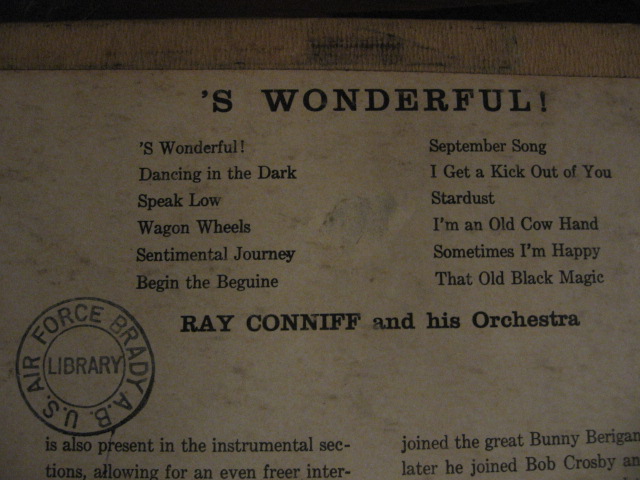 'S WONDERFUL!
'S Wonderful!
Dancing in the Dark
Speak Low
Wagon Wheels
Sentimental Journey
Begin the Beguine
September Song
I Get a Kick Out of You
Stardust
I'm an Old Cow Hand
Sometimes I'm Happy
That Old Black Magic
RAY CONNIFF and his Orchestra
U.S. AIR FORCE BRADY A.B.
LIBRARY
is also present in the instrumental sec-
tions, allowing for an even freer inter-
joined the great Bunny Berigan
later he joined Bob Crosby an